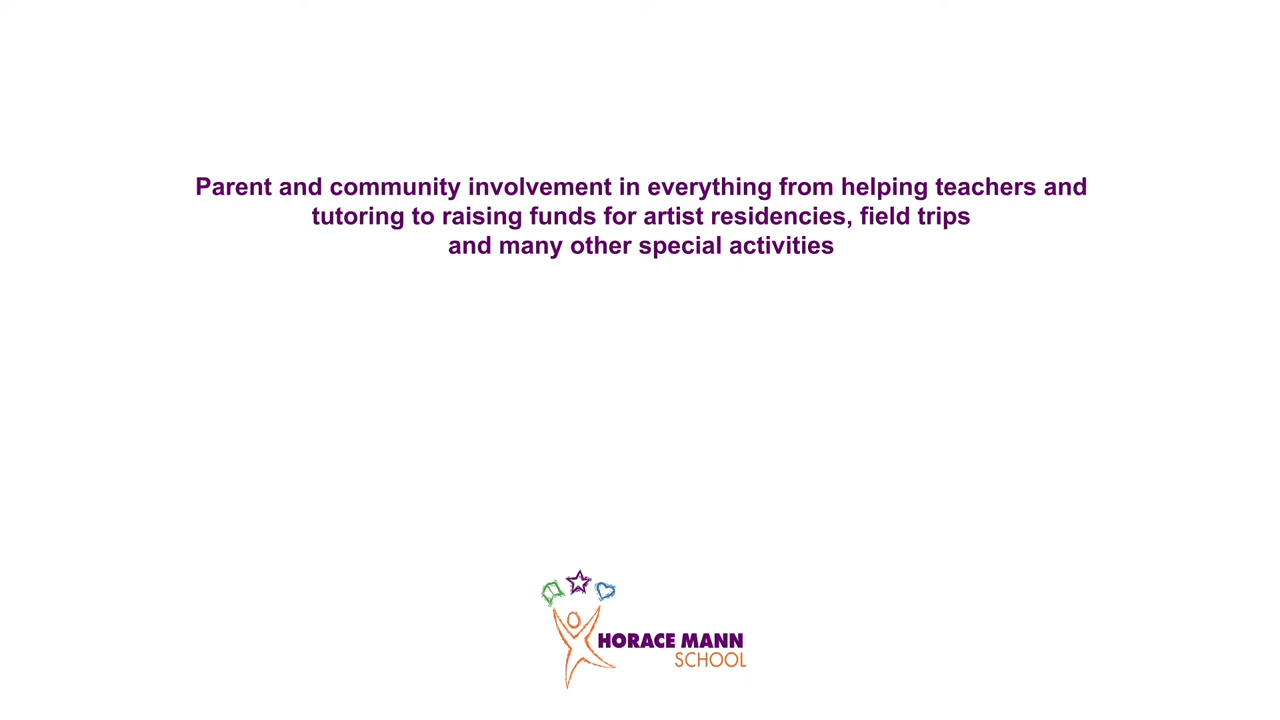 Parent and community involvement in everything from helping teachers and
tutoring to raising funds for artist residencies, field trips
and many other special activities
HORACE MANN
SCHOOL